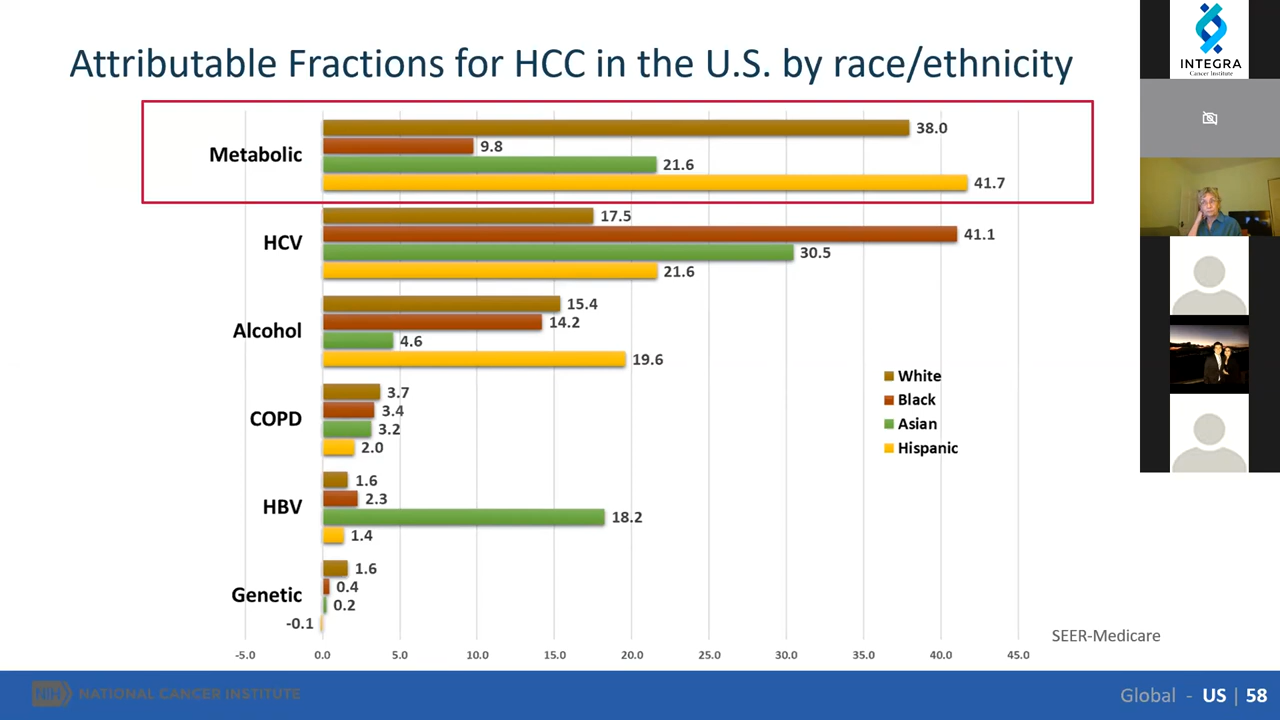 Attributable Fractions for HCC in the U.S. by race/ethnicity
INTEGRA
Cancer Institute
Metabolic
38.0
9.8
21.6
41.7
HCV
17.5
41.1
30.5
21.6
Alcohol
15.4
14.2
4.6
19.6
White
Black
Asian
Hispanic
COPD
3.7
3.4
3.2
2.0
HBV
1.6
2.3
18.2
1.4
Genetic
1.6
0.4
0.2
-0.1
SEER-Medicare
-5.0 0.0 5.0 10.0 15.0 20.0 25.0 30.0 35.0 40.0 45.0
NIH NATIONAL CANCER INSTITUTE
Global - US | 58